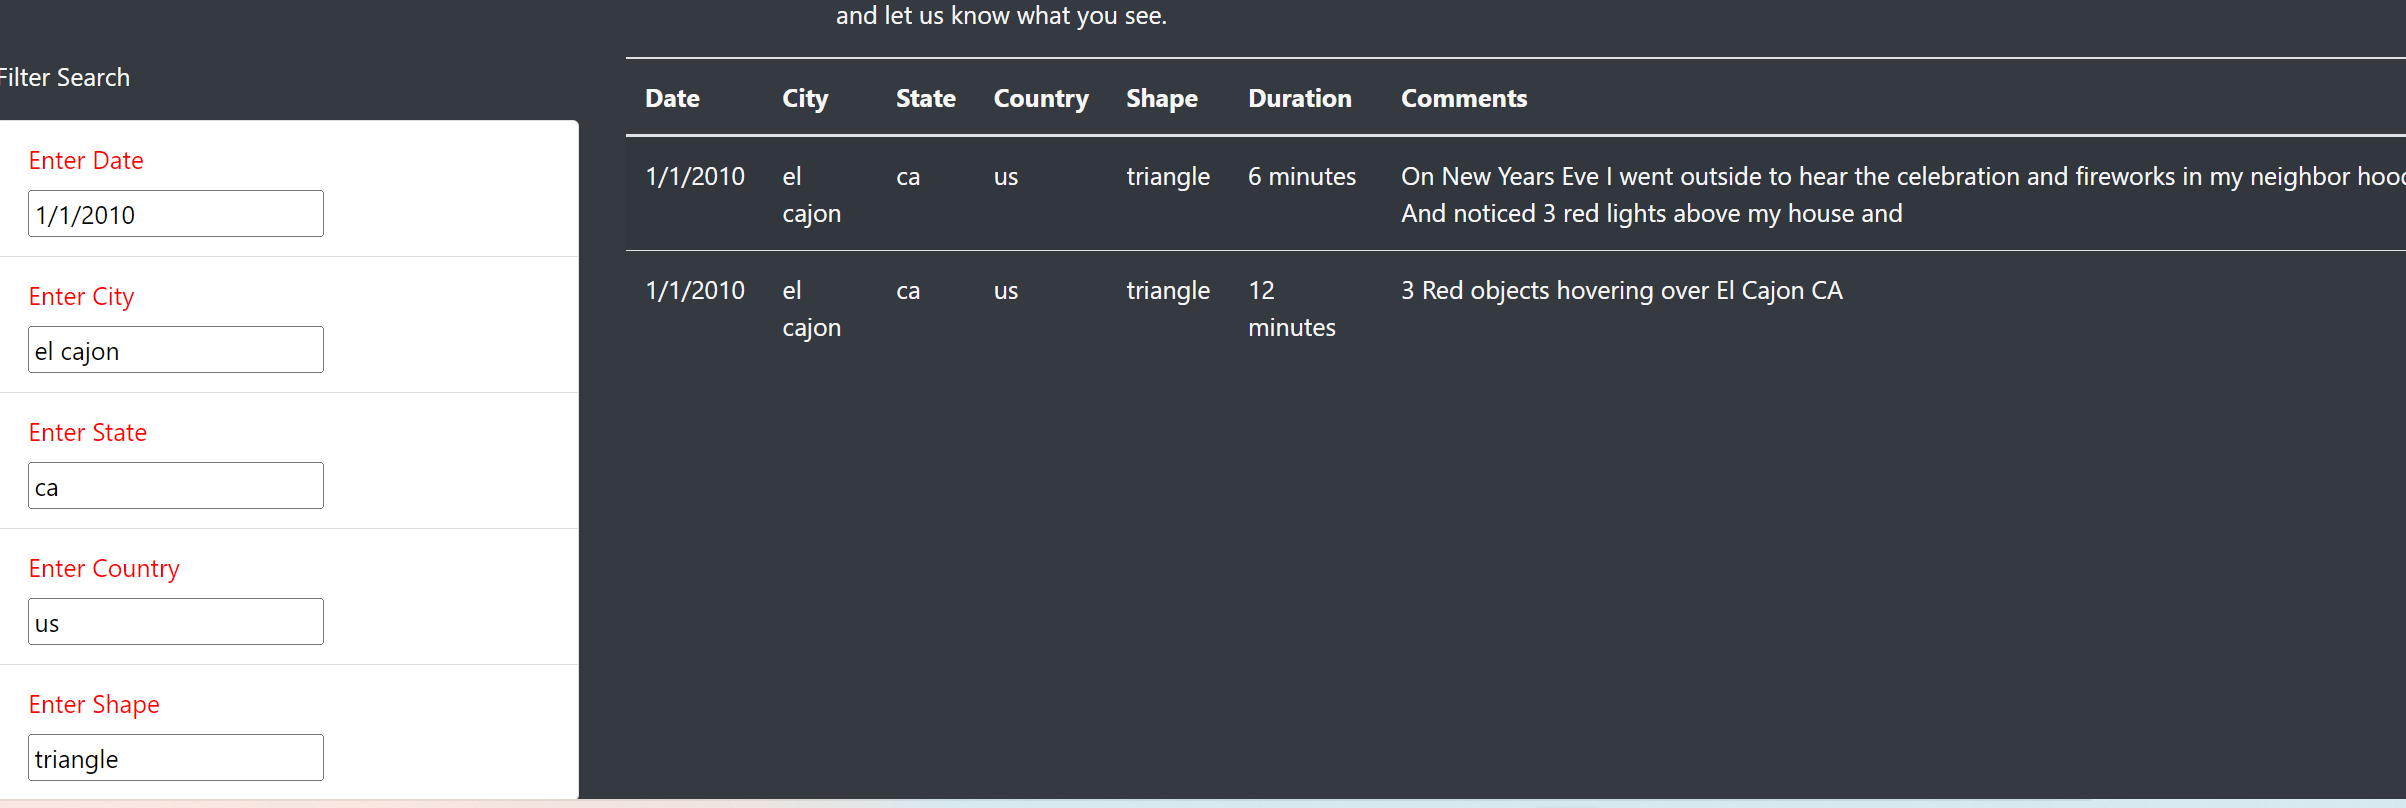 and let us know what you see.
Filter Search
Enter Date
1/1/2010
Enter City
el cajon
Enter State
ca
Enter Country
us
Enter Shape
triangle
Date City State Country Shape Duration Comments
1/1/2010 el cajon ca us triangle 6 minutes On New Years Eve I went outside to hear the celebration and fireworks in my neighbor
And noticed 3 red lights above my house and
1/1/2010 el cajon ca us triangle 12 minutes 3 Red objects hovering over El Cajon CA